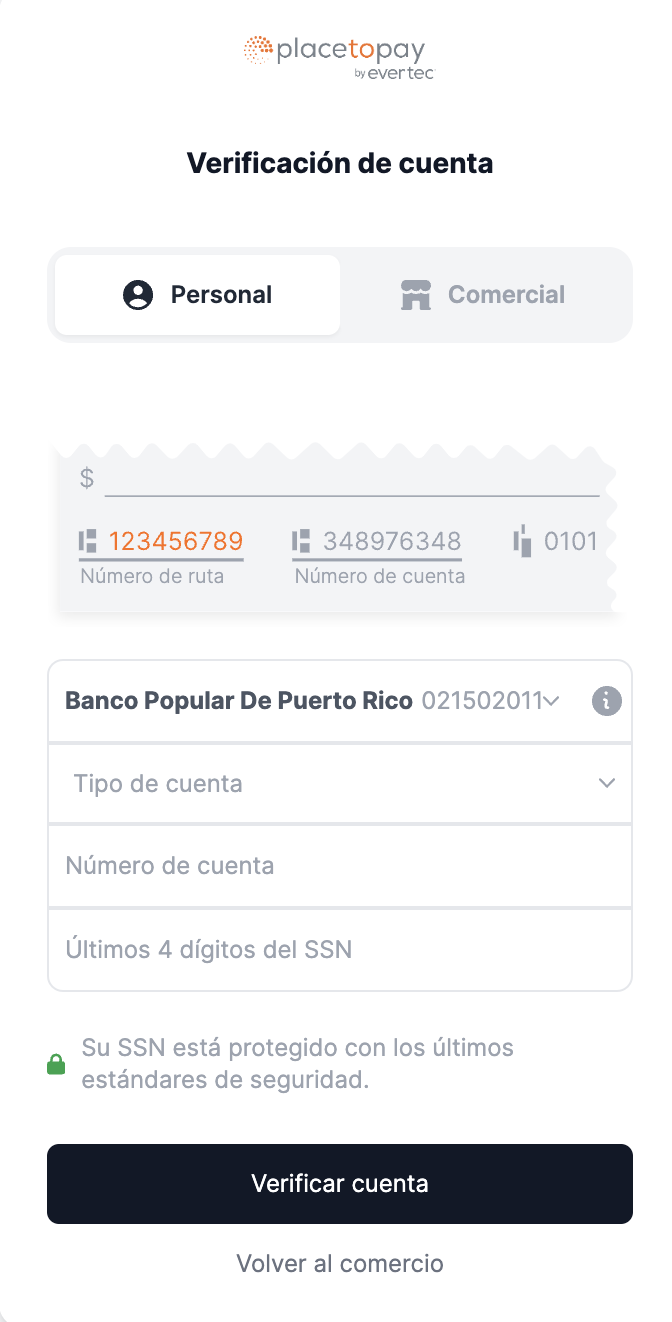 placetopay
by evertec
Verificación de cuenta
Personal
Comercial
$
123456789
348976348
0101
Número de ruta
Número de cuenta
Banco Popular De Puerto Rico 021502011
Tipo de cuenta
Número de cuenta
Últimos 4 dígitos del SSN
Su SSN está protegido con los últimos
estándares de seguridad.
Verificar cuenta
Volver al comercio